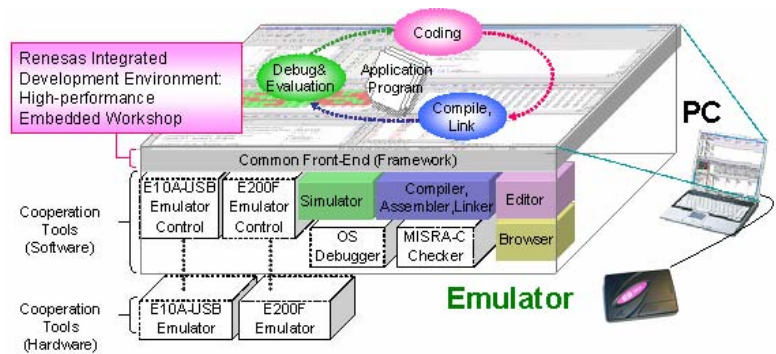 Coding
Renesas Integrated
Development Environment:
High-performance
Embedded Workshop
Debug&
Evaluation
Application
Program
Compile,
Link
PC
Common Front-End (Framework)
Cooperation
Tools
(Software)
E10A-USB
Emulator
Control
E200F
Emulator
Control
Simulator
Compiler,
Assembler,Linker
Editor
OS
Debugger
MISRA-C
Checker
Browser
Emulator
Cooperation
Tools
(Hardware)
E10A-USB
Emulator
E200F
Emulator